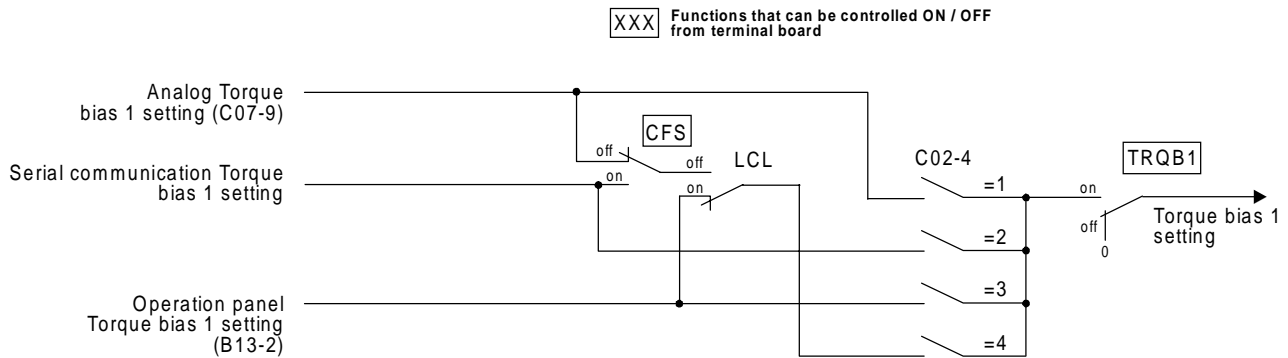 XXX
Functions that can be controlled ON / OFF
from terminal board
Analog Torque
bias 1 setting (C07-9)
CFS
off
off
LCL
C02-4
TRQB1
Serial communication Torque
bias 1 setting
on
on
=1
on
off
0
Torque bias 1
setting
=2
Operation panel
Torque bias 1 setting
(B13-2)
=3
=4